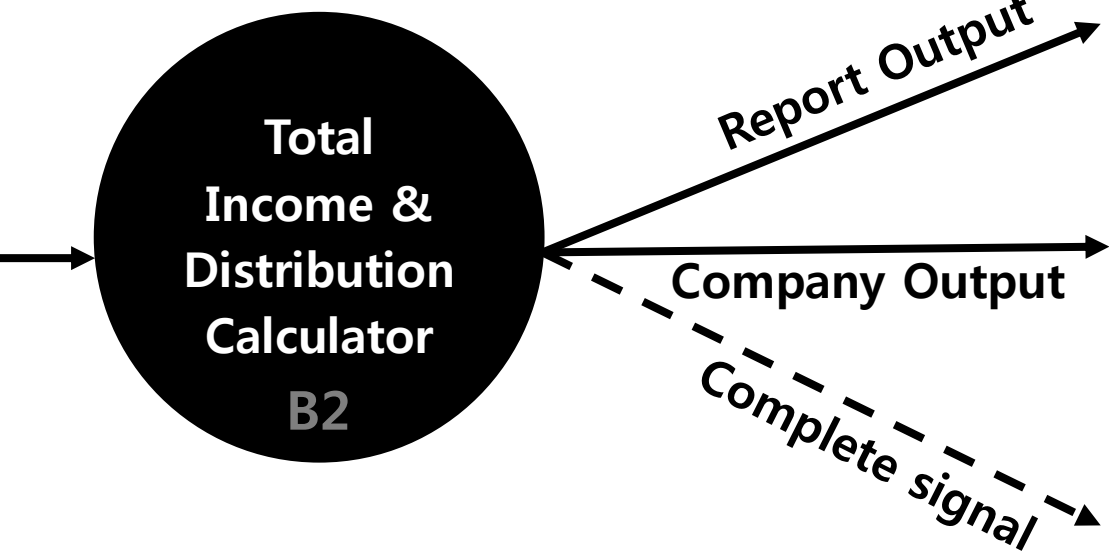 Total
Income &
Distribution
Calculator
B2
Report Output
Company Output
Complete signal